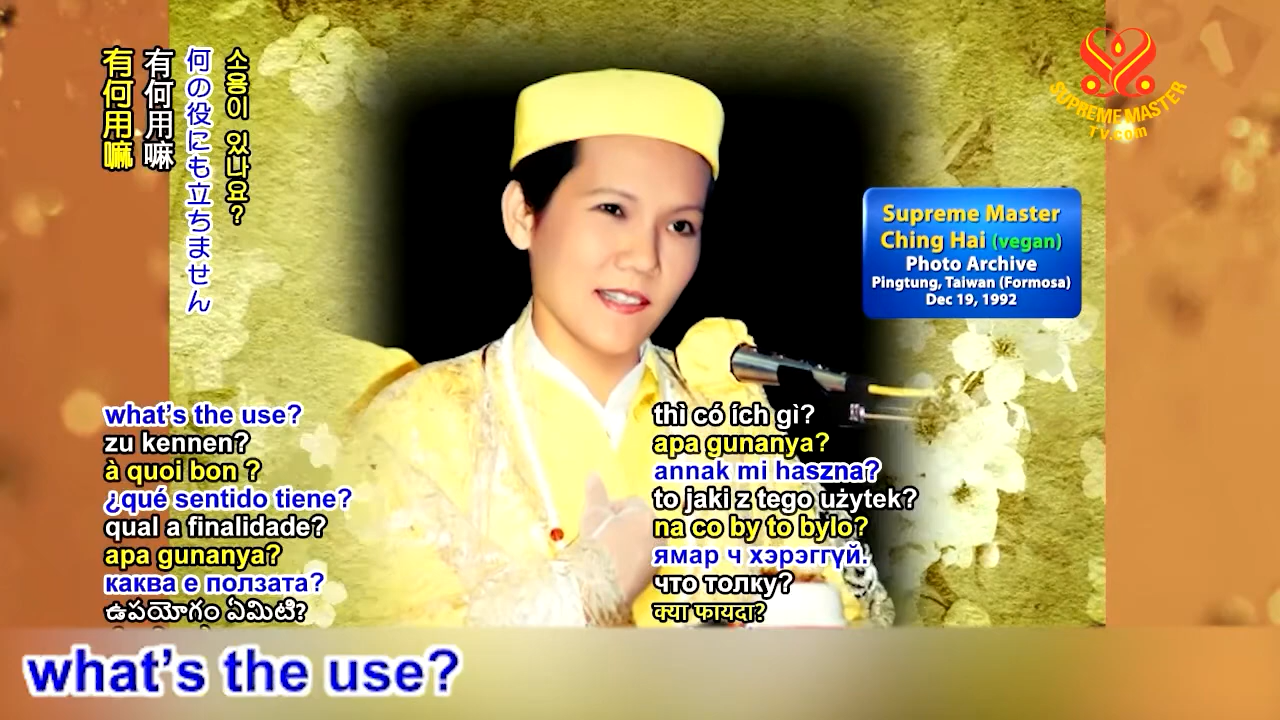 有何用嘛
有何用嘛
何の役にも立ちません
소용이 있나요?
SUPREME MASTER
TV.com
Supreme Master
Ching Hai (vegan)
Photo Archive
Pingtung, Taiwan (Formosa)
Dec 19, 1992
what's the use?
zu kennen?
à quoi bon ?
¿qué sentido tiene?
qual a finalidade?
apa gunanya?
каква е ползата?
ఉపయోగం ఏమిటి?
thì có ích gì?
apa gunanya?
annak mi haszna?
to jaki z tego użytek?
na co by to bylo?
ямар ч хэрэггүй.
что толку?
क्या फायदा?
what's the use?